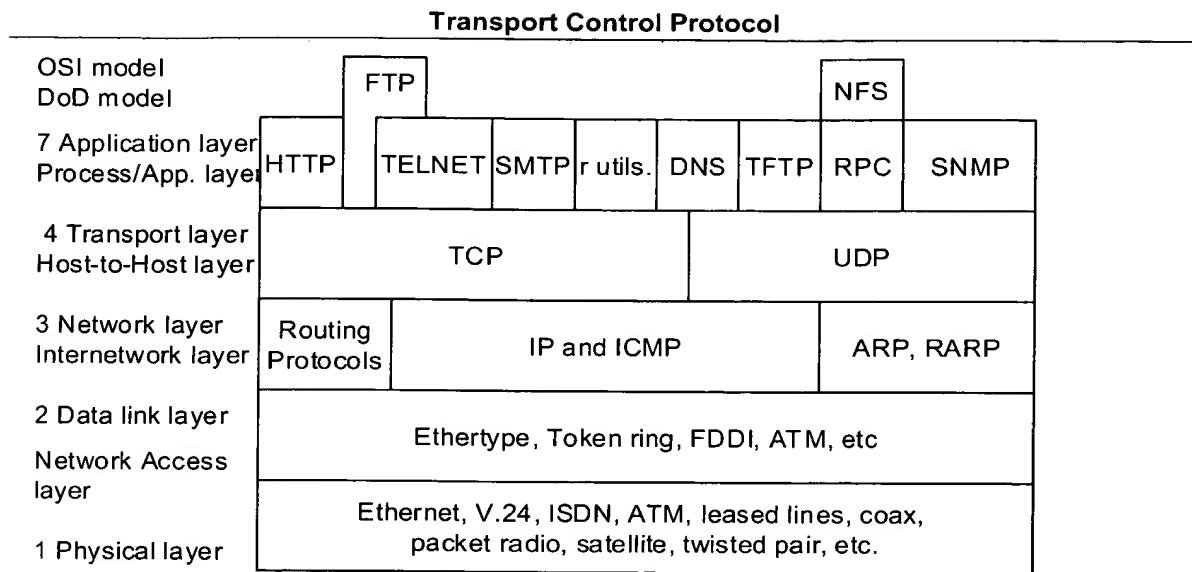 Transport Control Protocol
OSI model
DoD model
FTP
NFS
7 Application layer
Process/App. layer
HTTP
TELNET
SMTP
r utils.
DNS
TFTP
RPC
SNMP
4 Transport layer
Host-to-Host layer
TCP
UDP
3 Network layer
Internetwork layer
Routing
Protocols
IP and ICMP
ARP, RARP
2 Data link layer
Ethertype, Token ring, FDDI, ATM, etc
Network Access
layer
Ethernet, V.24, ISDN, ATM, leased lines, coax,
packet radio, satellite, twisted pair, etc.
1 Physical layer